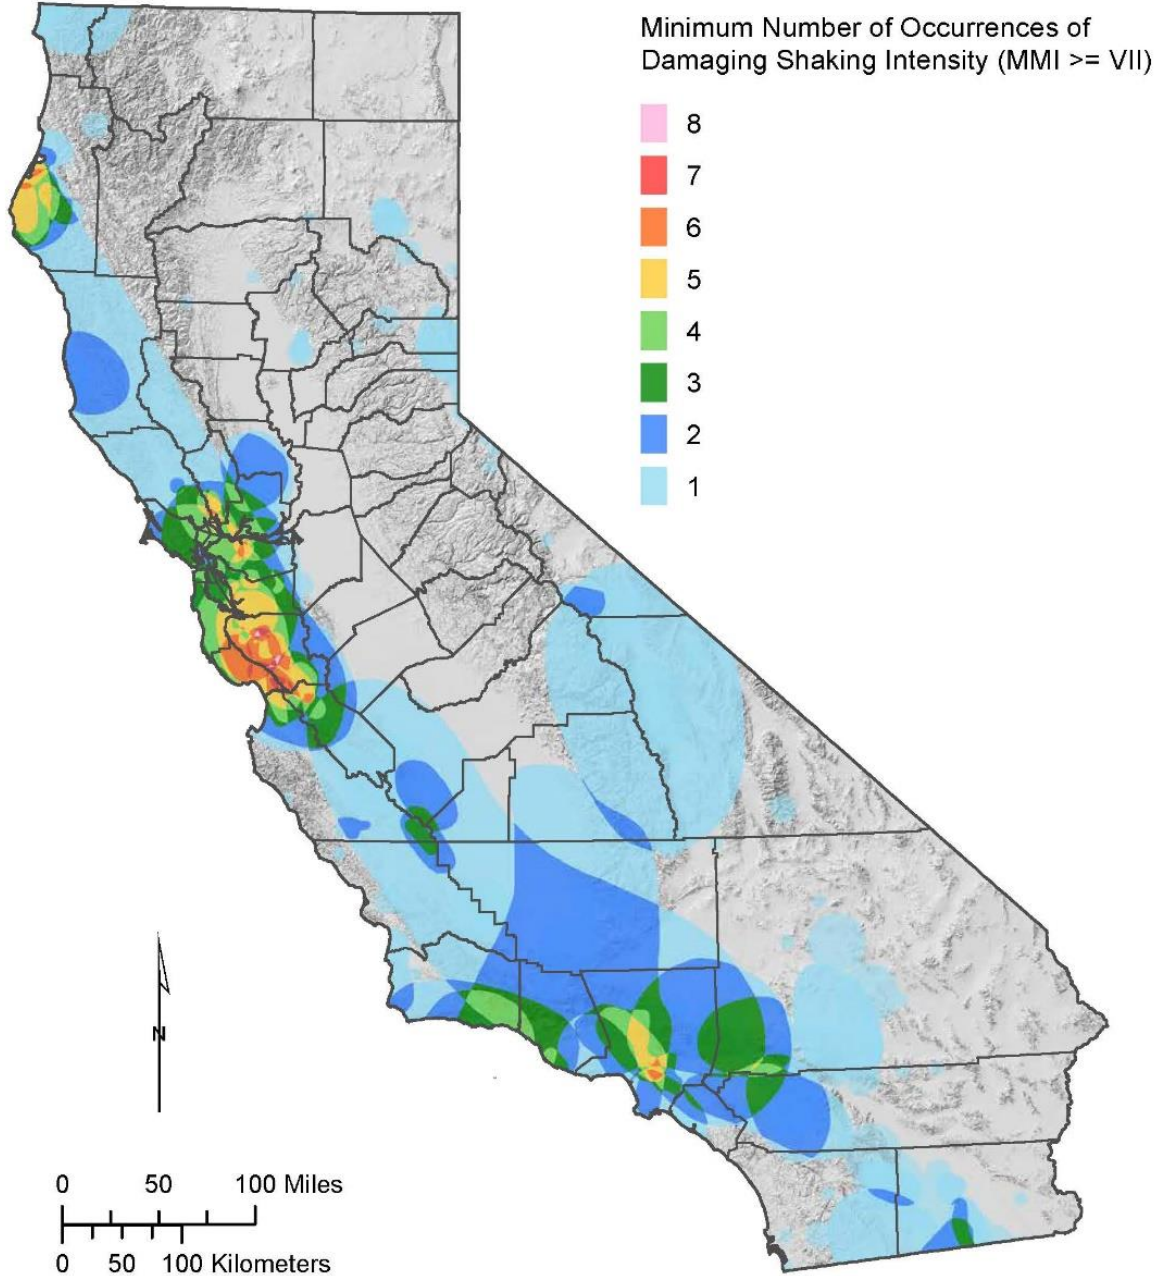 Minimum Number of Occurrences of
Damaging Shaking Intensity (MMI >= VII)
8
7
6
5
4
3
2
1
N
0 50 100 Miles
0 50 100 Kilometers